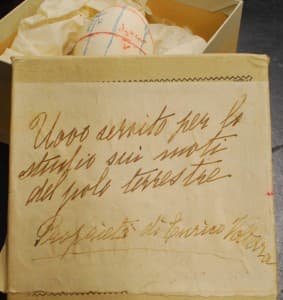 Uovo servito per lo
studio sui moti
del polo terrestre
Proprietà di Enrico Volterra